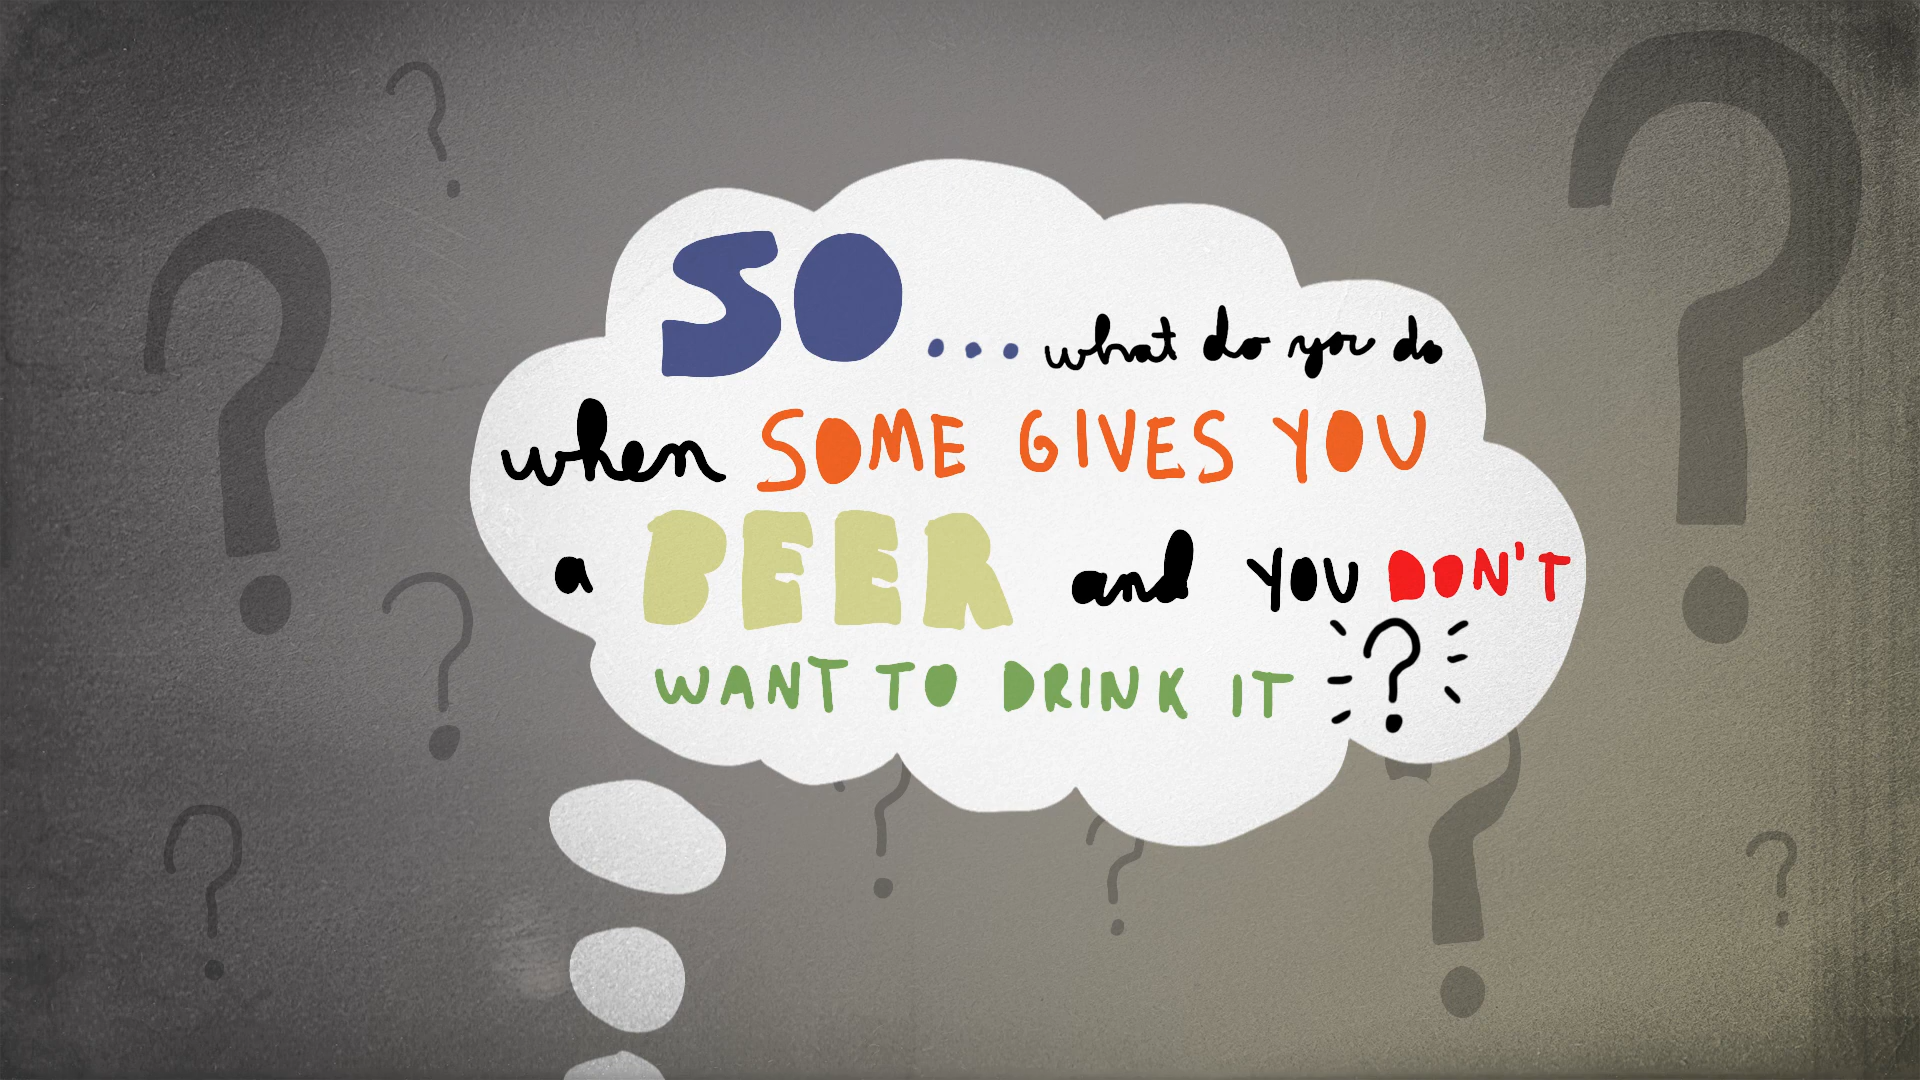 SO... what do you do
when SOME GIVES YOU
a BEER and YOU DON'T
WANT TO DRINK IT ?